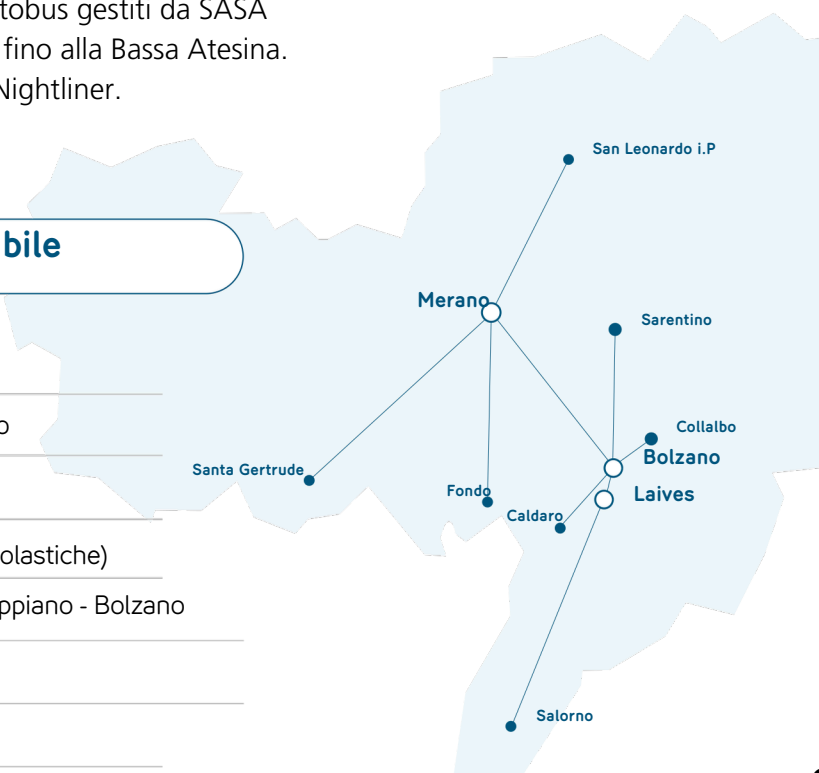 tobus gestiti da SASA
fino alla Bassa Atesina.
Nightliner.
bile
o
olastiche)
ppiano - Bolzano
San Leonardo i.P
Merano
Sarentino
Collalbo
Bolzano
Santa Gertrude
Fondo
Laives
Caldaro
Salorno